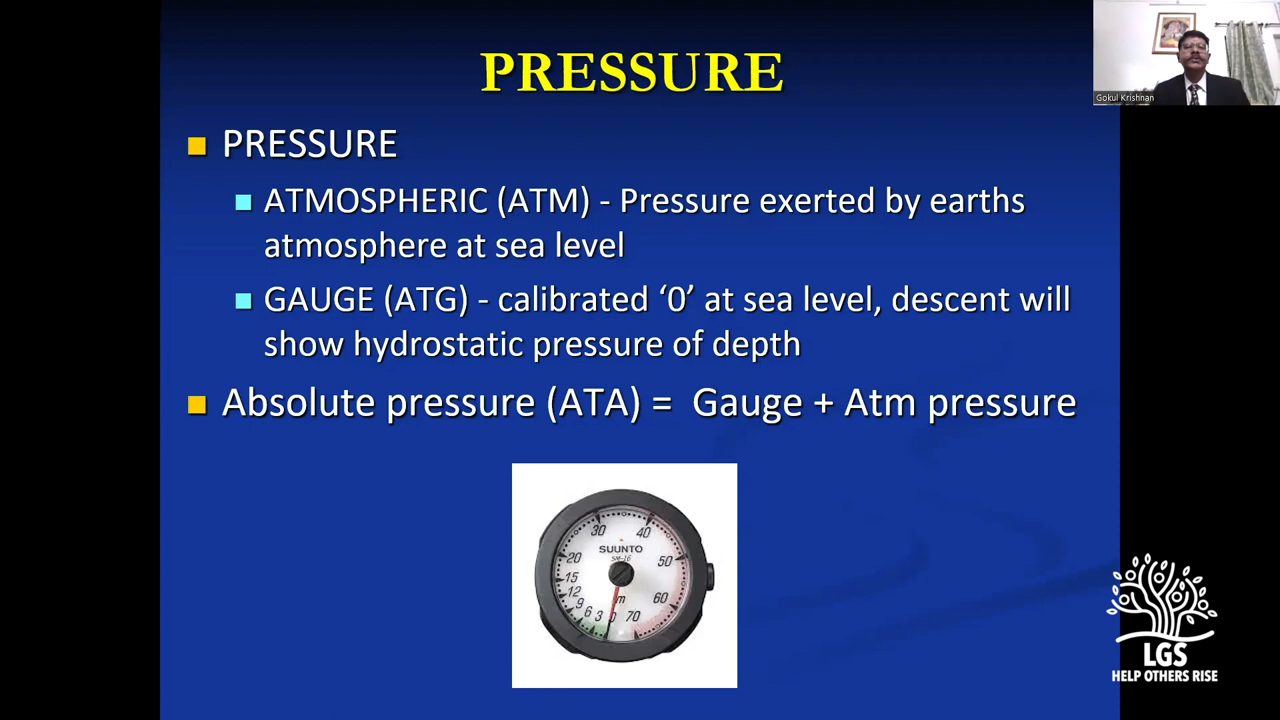 PRESSURE
Gokul Krishnan
PRESSURE
ATMOSPHERIC (ATM) - Pressure exerted by earths
atmosphere at sea level
GAUGE (ATG) - calibrated ‘0’ at sea level, descent will
show hydrostatic pressure of depth
Absolute pressure (ATA) = Gauge + Atm pressure
30 40
SUUNTO
SM-16
20 50
15
12
m
9 60
6 3 0 70
LGS
HELP OTHERS RISE